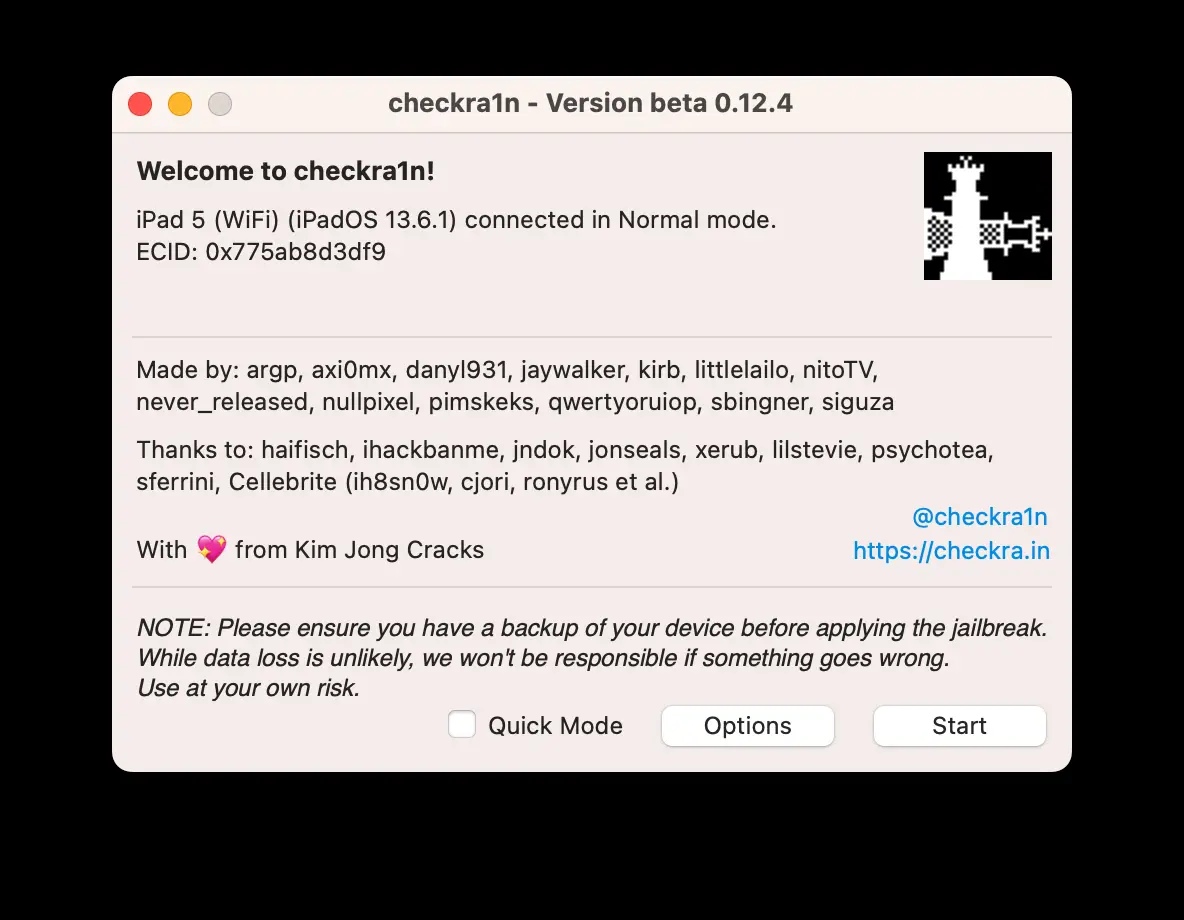 checkra1n - Version beta 0.12.4
Welcome to checkra1n!
iPad 5 (WiFi) (iPadOS 13.6.1) connected in Normal mode.
ECID: 0x775ab8d3df9
Made by: argp, axi0mx, danyl931, jaywalker, kirb, littlelailo, nitoTV,
never_released, nullpixel, pimskeks, qwertyoruiop, sbingner, siguza
Thanks to: haifisch, ihackbanme, jndok, jonseals, xerub, lilstevie, psychotea,
sferrini, Cellebrite (ih8sn0w, cjori, ronyrus et al.)
@checkra1n
With 💖 from Kim Jong Cracks
https://checkra.in
NOTE: Please ensure you have a backup of your device before applying the jailbreak.
While data loss is unlikely, we won't be responsible if something goes wrong.
Use at your own risk.
Quick Mode
Options
Start